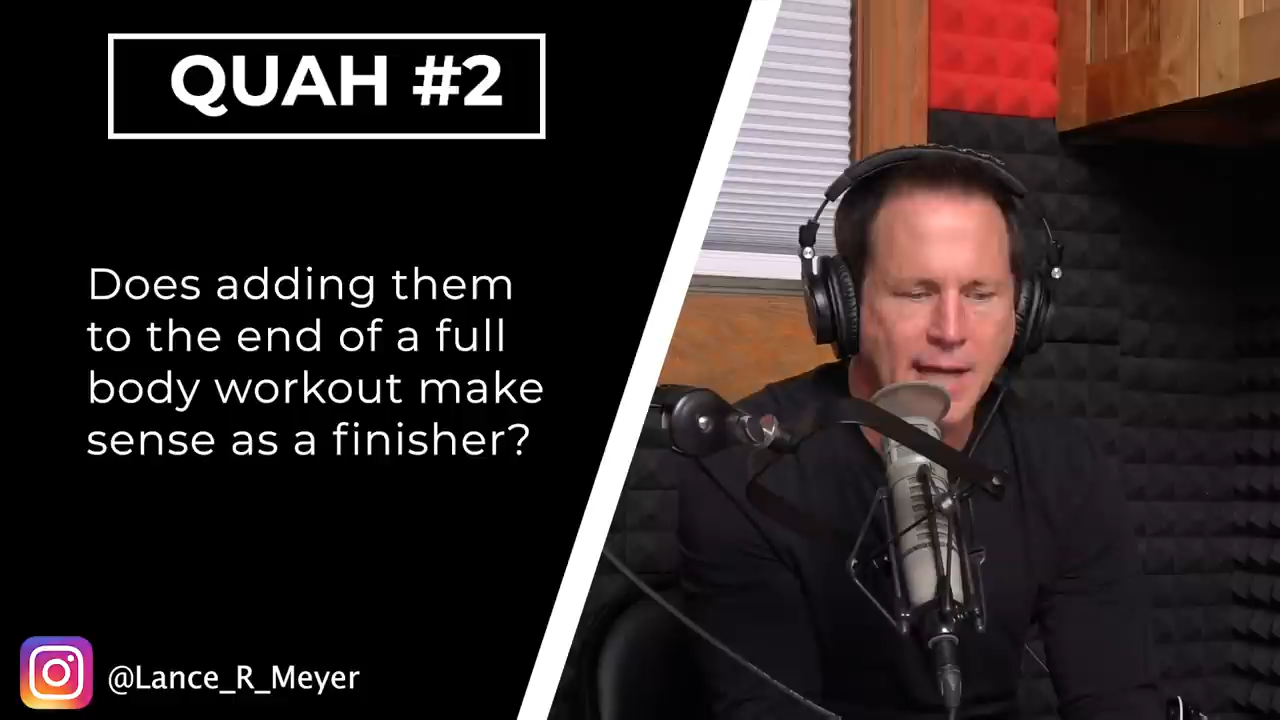 QUAH #2
Does adding them
to the end of a full
body workout make
sense as a finisher?
@Lance_R_Meyer